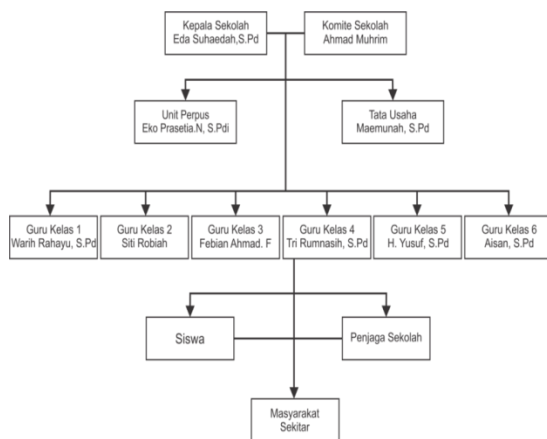 Kepala Sekolah
Eda Suhaedah,S.Pd
Komite Sekolah
Ahmad Muhrim
Unit Perpus
Eko Prasetia.N, S.Pdi
Tata Usaha
Maemunah, S.Pd
Guru Kelas 1
Warih Rahayu, S.Pd
Guru Kelas 2
Siti Robiah
Guru Kelas 3
Febian Ahmad. F
Guru Kelas 4
Tri Rumnasih, S.Pd
Guru Kelas 5
H. Yusuf, S.Pd
Guru Kelas 6
Aisan, S.Pd
Siswa
Penjaga Sekolah
Masyarakat
Sekitar